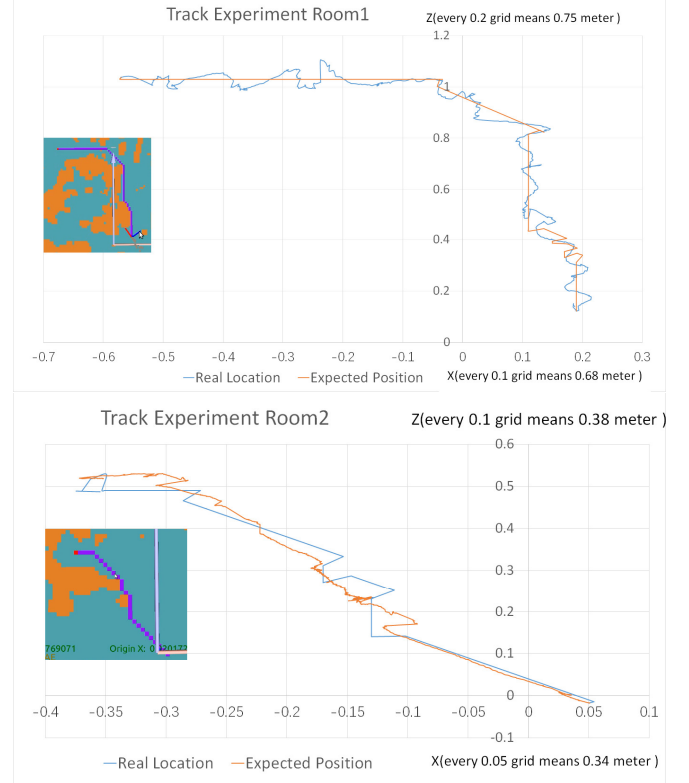 Track Experiment Room1
Z(every 0.2 grid means 0.75 meter )
1.2
1
0.8
0.6
0.4
0.2
0
-0.7 -0.6 -0.5 -0.4 -0.3 -0.2 -0.1 0 0.1 0.2 0.3
Real Location Expected Position
X(every 0.1 grid means 0.68 meter )
Track Experiment Room2
Z(every 0.1 grid means 0.38 meter )
0.6
0.5
0.4
0.3
0.2
769071 Origin X:
0.1
0
-0.4 -0.35 -0.3 -0.25 -0.2 -0.15 -0.1 -0.05 0 0.05 0.1
-0.1
Real Location Expected Position
X(every 0.05 grid means 0.34 meter )